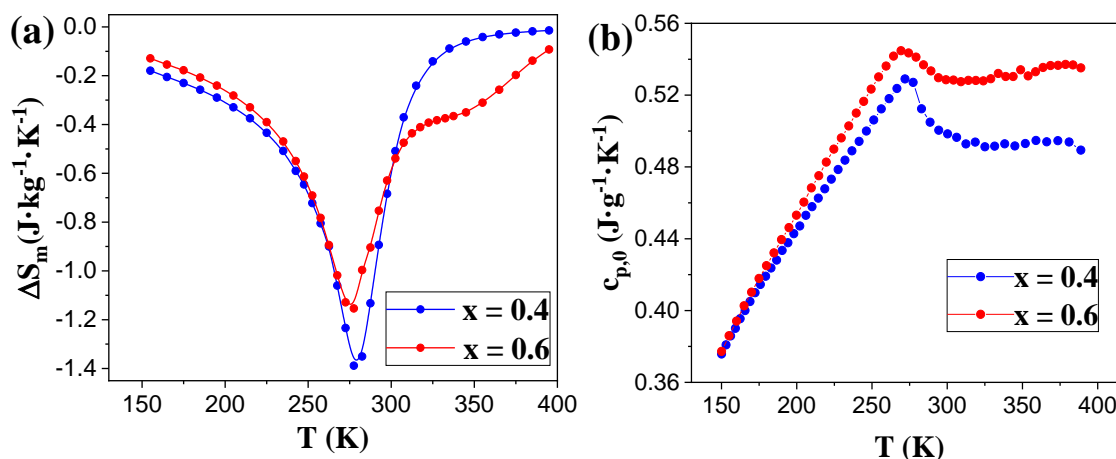 (a)
0.0
-0.2
-0.4
-0.6
-0.8
-1.0
-1.2
-1.4
ΔS_m(J·kg⁻¹·K⁻¹)
x = 0.4
x = 0.6
150 200 250 300 350 400
T (K)
(b)
0.56
0.52
0.48
0.44
0.40
0.36
c_p,0 (J·g⁻¹·K⁻¹)
x = 0.4
x = 0.6
150 200 250 300 350 400
T (K)